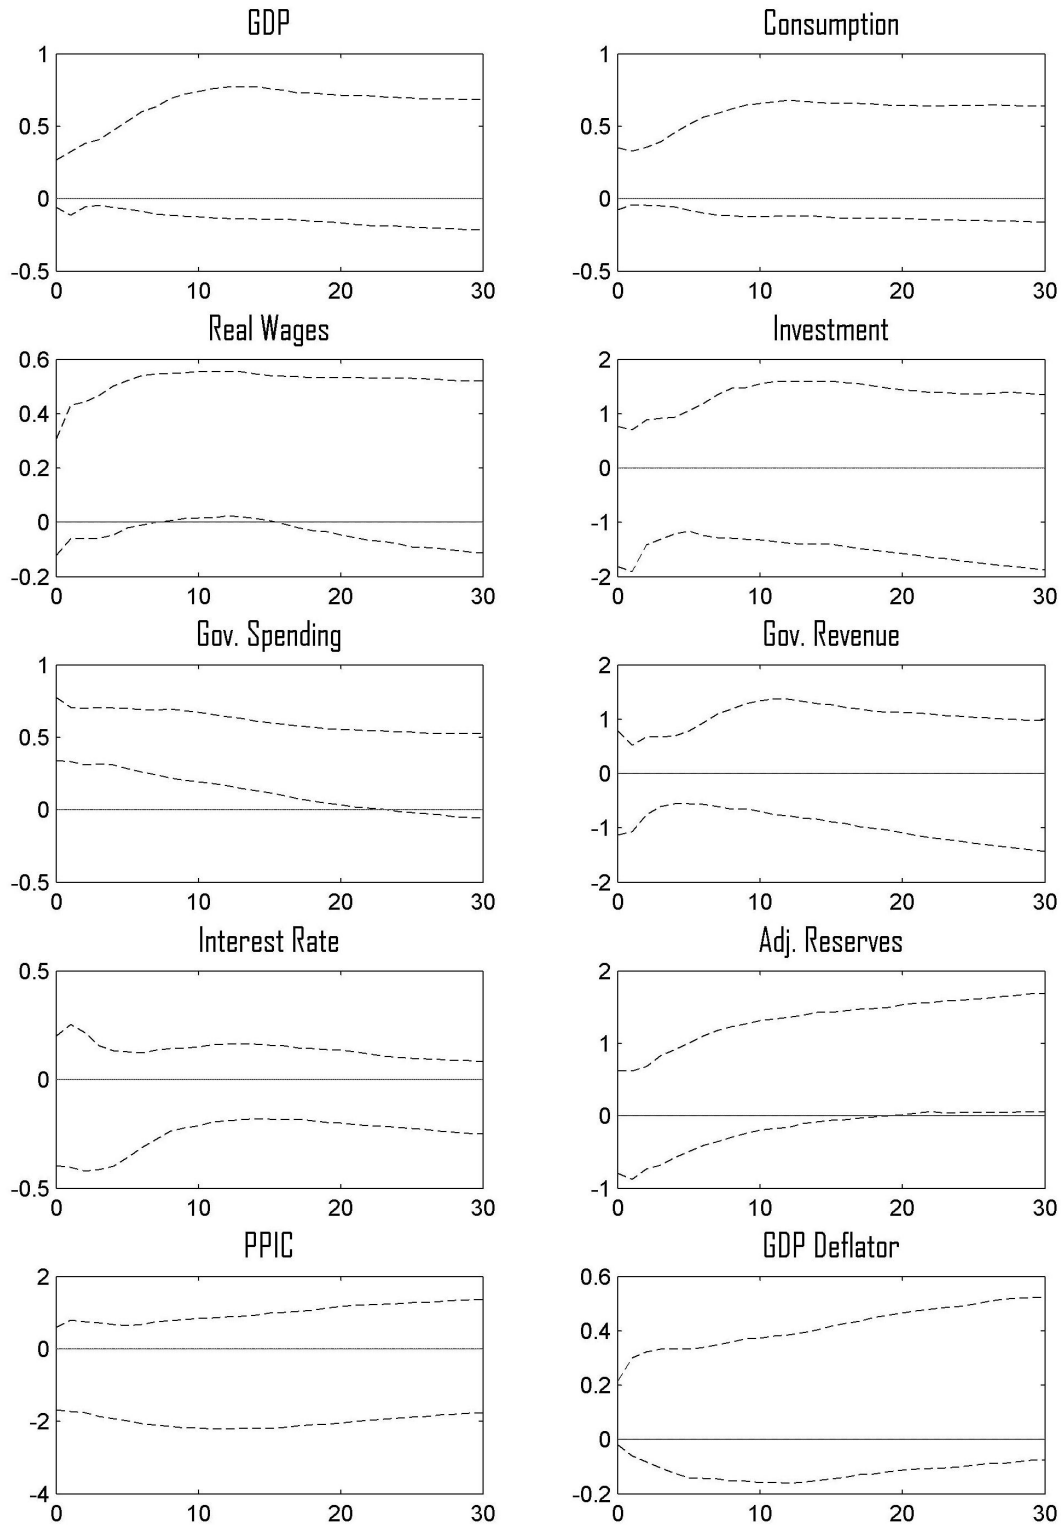 GDP
1
0.5
0
-0.5
0 10 20 30
Consumption
1
0.5
0
-0.5
0 10 20 30
Real Wages
0.6
0.4
0.2
0
-0.2
0 10 20 30
Investment
2
1
0
-1
-2
0 10 20 30
Gov. Spending
1
0.5
0
-0.5
0 10 20 30
Gov. Revenue
2
1
0
-1
-2
0 10 20 30
Interest Rate
0.5
0
-0.5
0 10 20 30
Adj. Reserves
2
1
0
-1
0 10 20 30
PPIC
2
0
-2
-4
0 10 20 30
GDP Deflator
0.6
0.4
0.2
0
-0.2
0 10 20 30